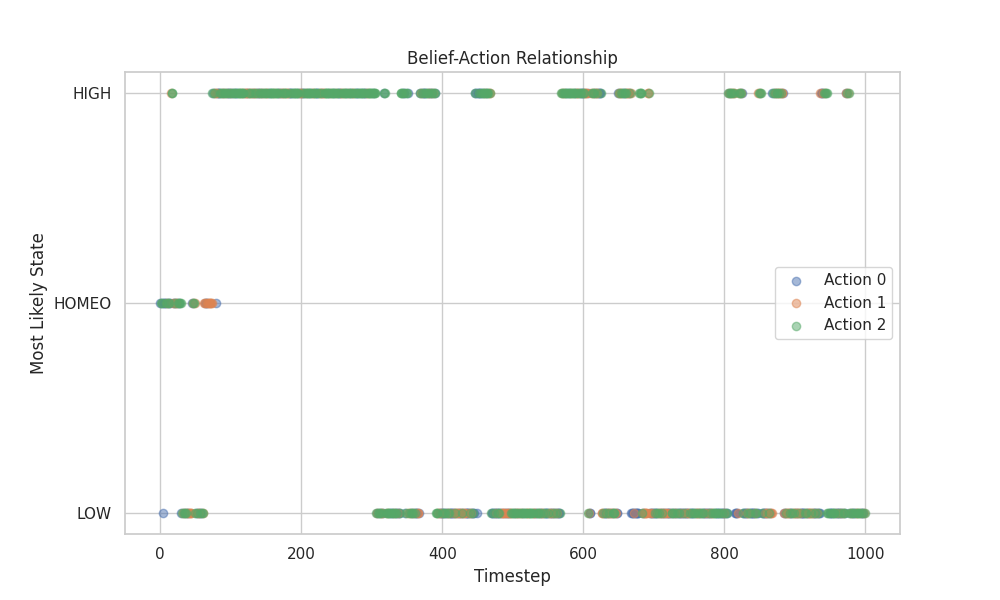 Belief-Action Relationship
HIGH
HOMEO
LOW
Most Likely State
Action 0
Action 1
Action 2
0
200
400
600
800
1000
Timestep